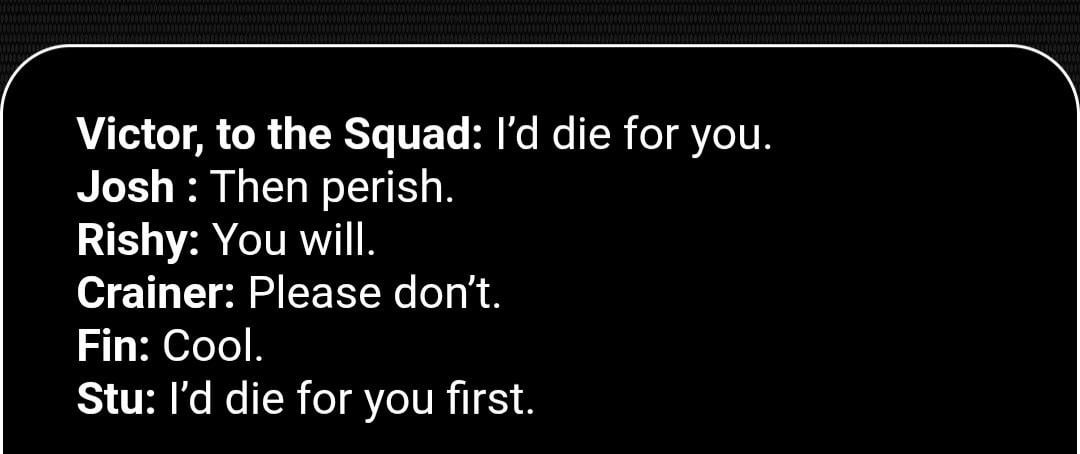 Victor, to the Squad: I’d die for you.
Josh : Then perish.
Rishy: You will.
Crainer: Please don’t.
Fin: Cool.
Stu: I’d die for you first.